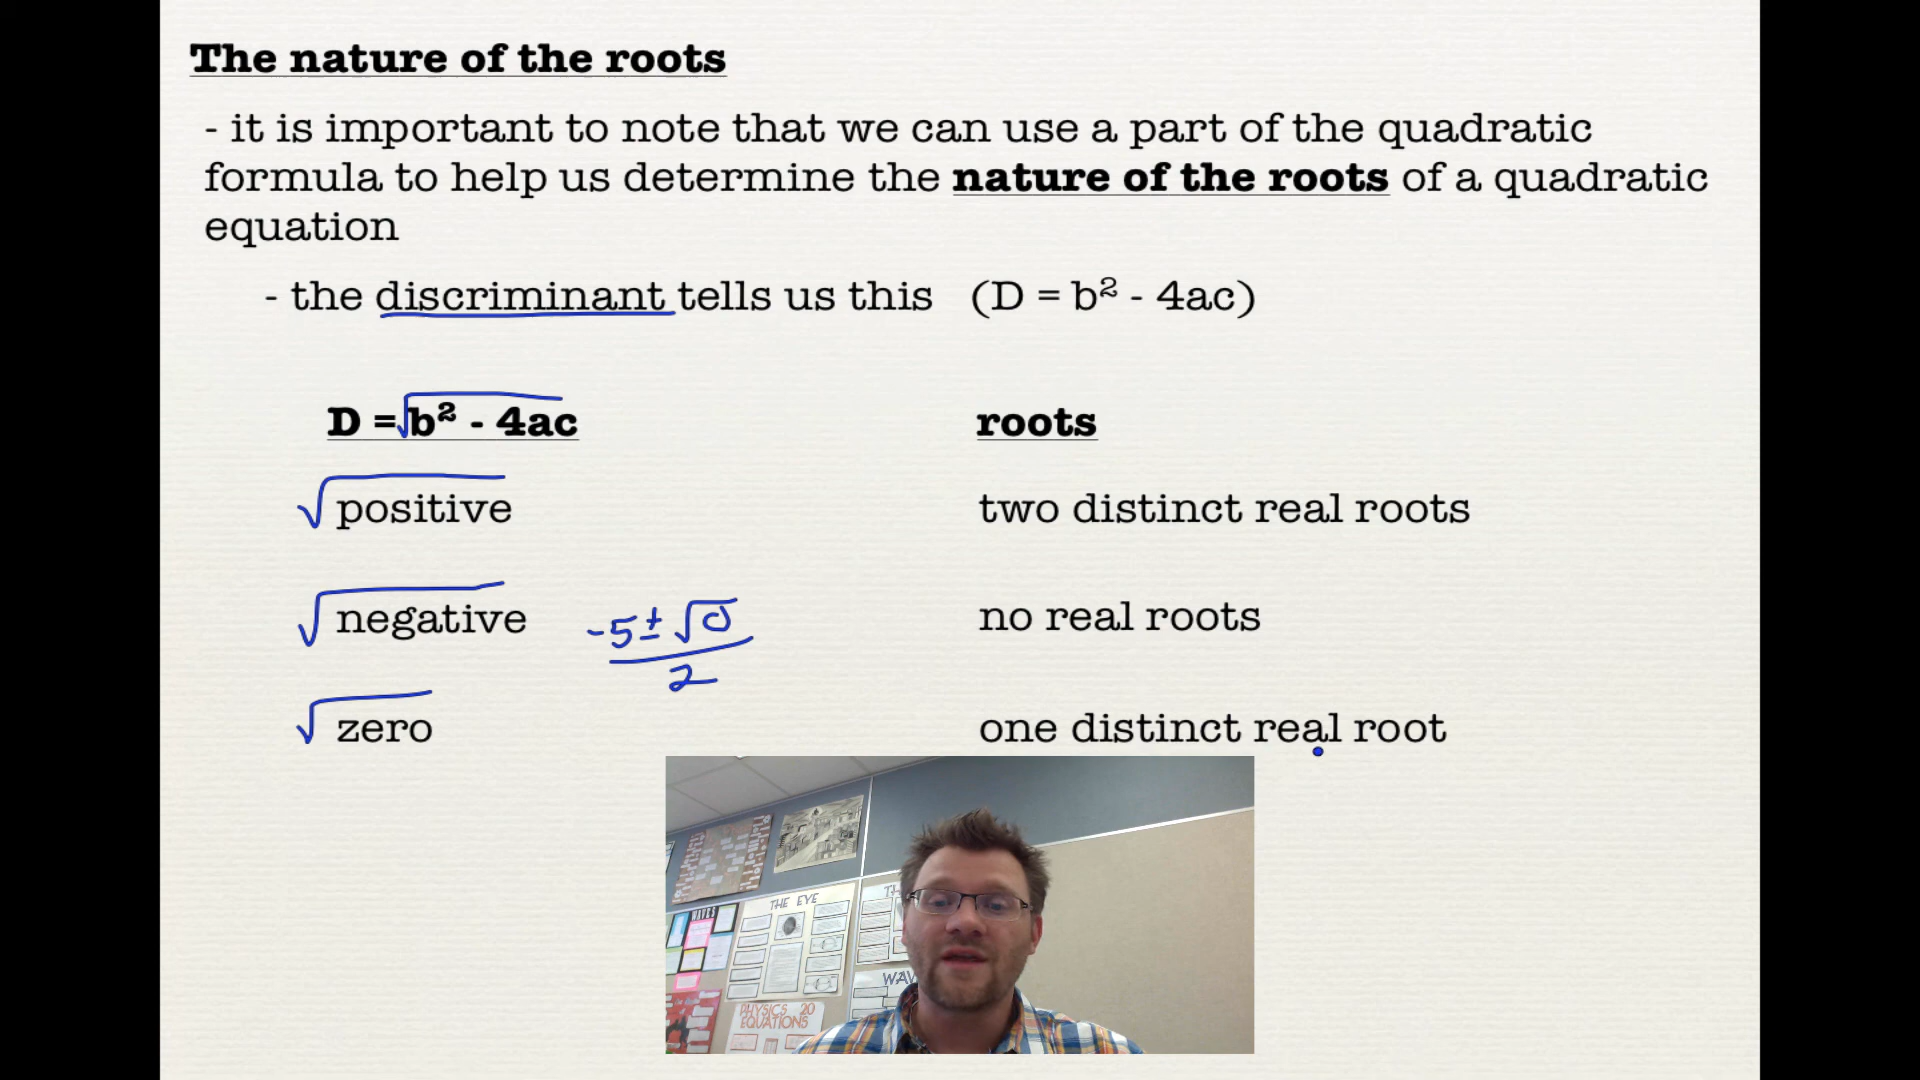 The nature of the roots
- it is important to note that we can use a part of the quadratic
formula to help us determine the nature of the roots of a quadratic
equation
- the discriminant tells us this (D = b² - 4ac)
D = √b² - 4ac roots
√positive two distinct real roots
√negative no real roots
-5 ± √0
2
√zero one distinct real root
THE EYE
TH
WAVES
WAV
PHYSICS 20
EQUATIONS